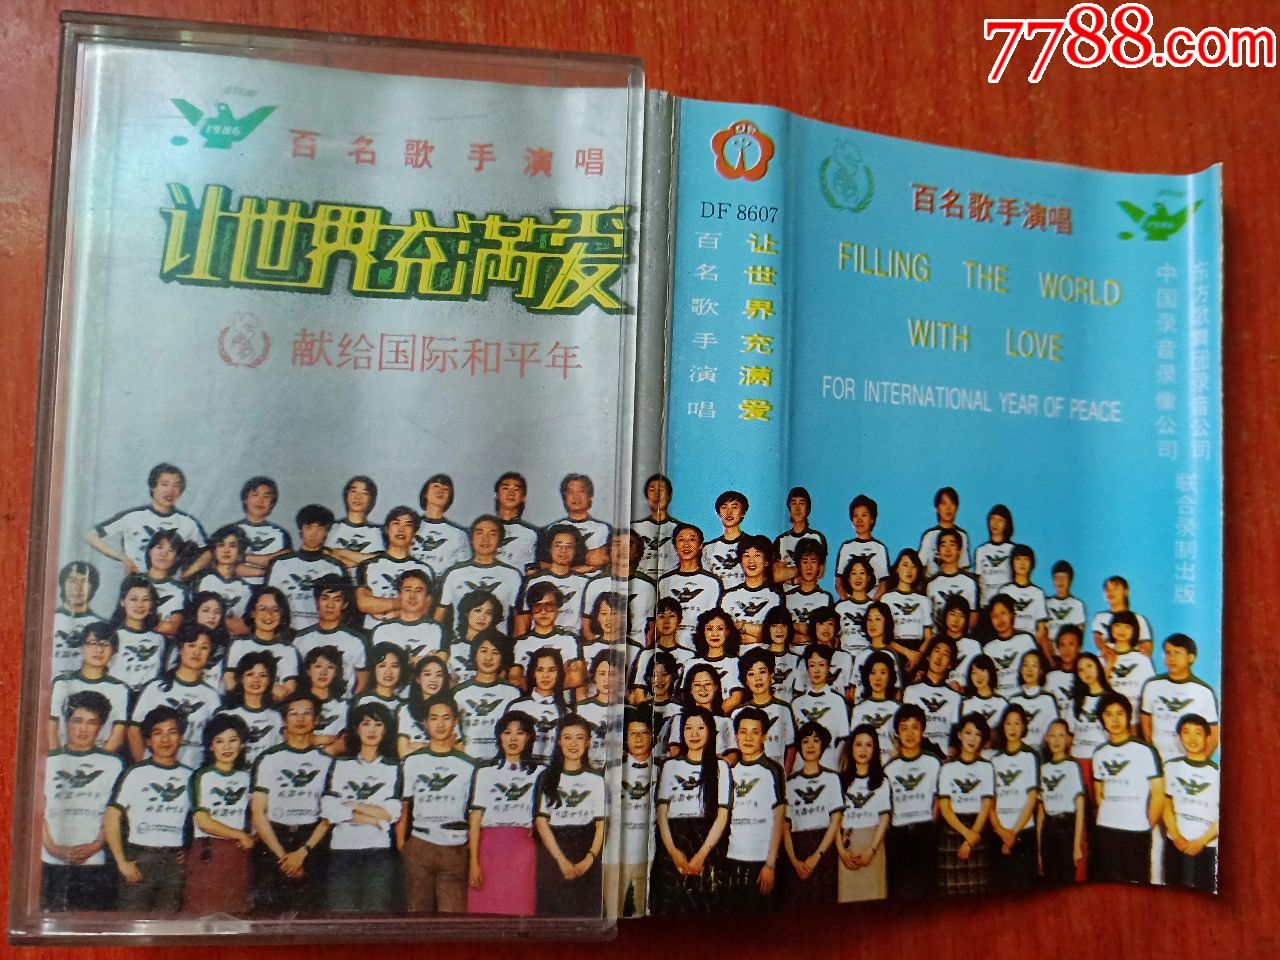 7788.com
1986
百名歌手演唱
让世界充满爱
献给国际和平年
DF 8607
让世界充满爱
百名歌手演唱
百名歌手演唱
FILLING THE WORLD
WITH LOVE
FOR INTERNATIONAL YEAR OF PEACE
东方歌舞团录音公司
中国录音录像公司
联合录制出版